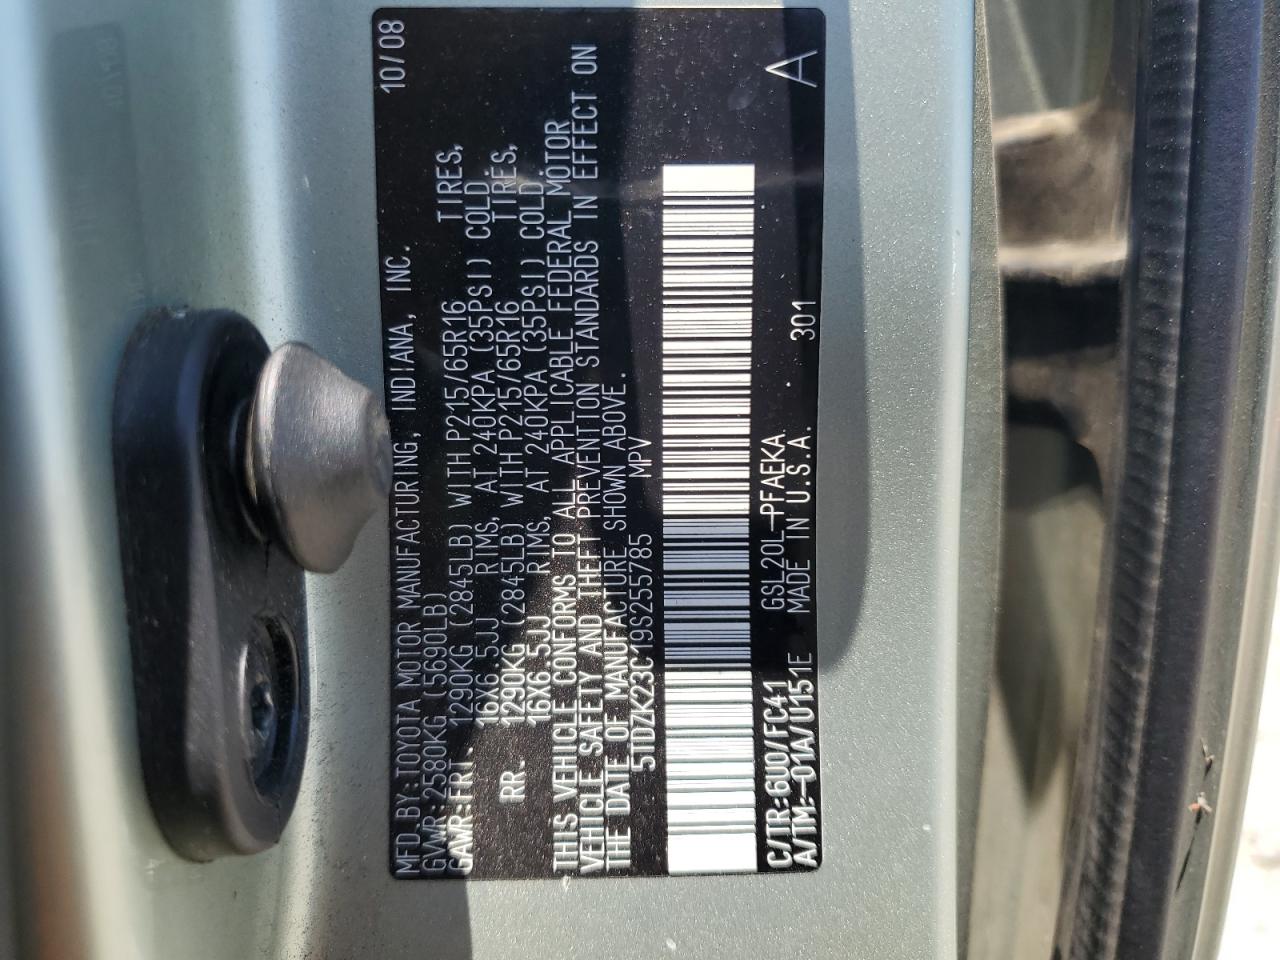 MFD.BY:TOYOTA MOTOR MANUFACTURING, INDIANA, INC. 10/08
GVWR:2580KG(5690LB)
GAWR:FRT. 1290KG (2845LB) WITH P215/65R16 TIRES,
16X6.5JJ RIMS, AT 240KPA (35PSI) COLD.
RR. 1290KG (2845LB) WITH P215/65R16 TIRES,
16X6.5JJ RIMS, AT 240KPA (35PSI) COLD.
THIS VEHICLE CONFORMS TO ALL APPLICABLE FEDERAL MOTOR
VEHICLE SAFETY AND THEFT PREVENTION STANDARDS IN EFFECT ON
THE DATE OF MANUFACTURE SHOWN ABOVE.
5TDZK23C19S255785 MPV
C/TR:6U0/FC41 GSL20L-PFAEKA A
A/TM:-01A/U151E MADE IN U.S.A. 301